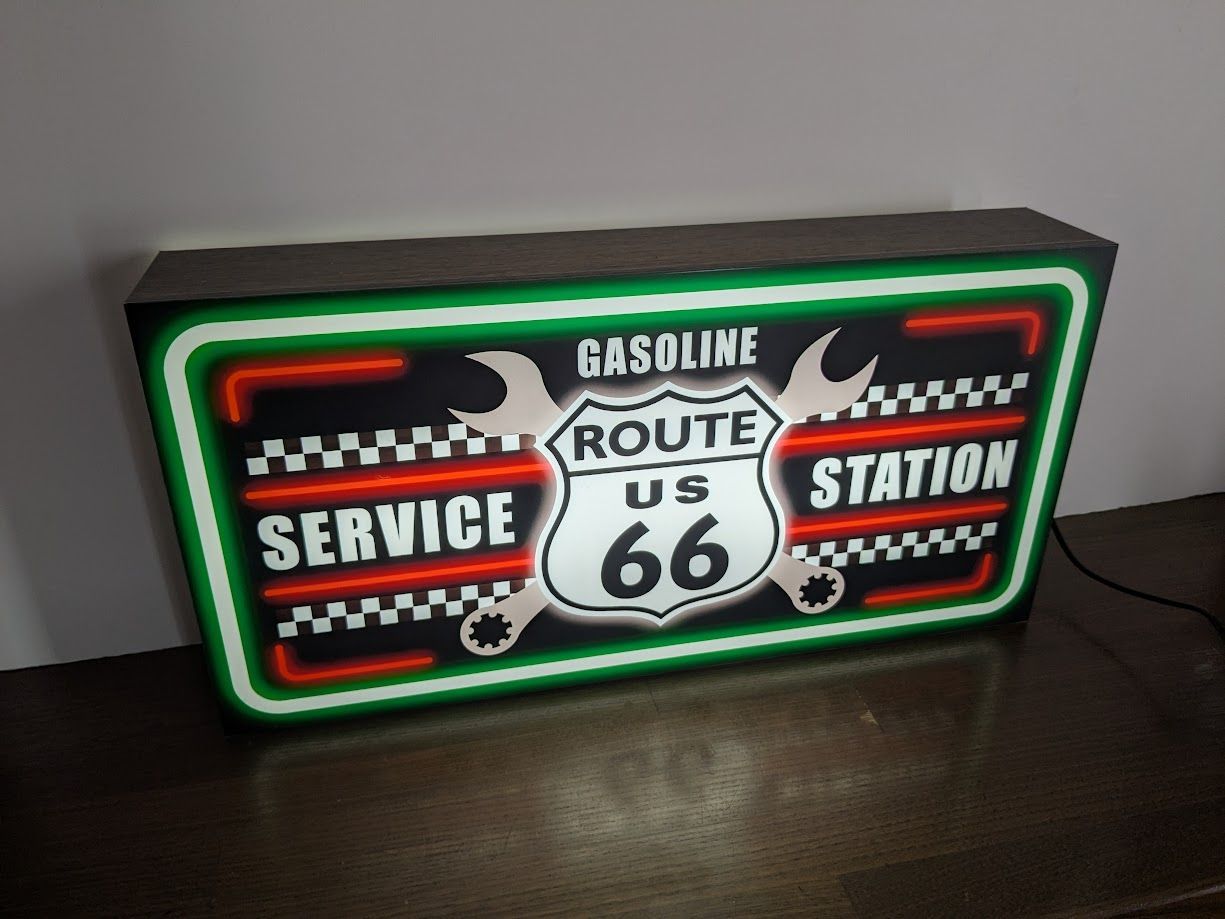 GASOLINE
ROUTE
US
66
SERVICE
STATION